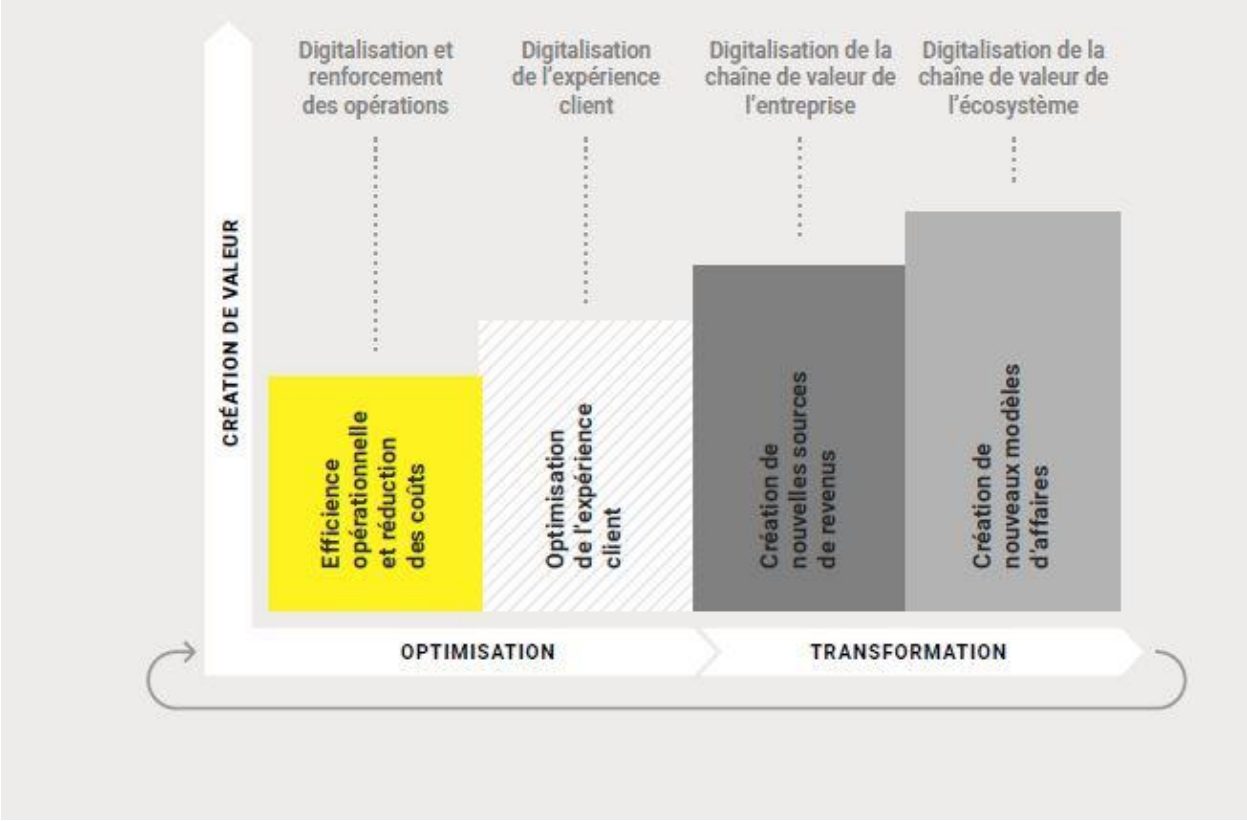 Digitalisation et
renforcement
des opérations
Digitalisation
de l'expérience
client
Digitalisation de la
chaîne de valeur de
l'entreprise
Digitalisation de la
chaîne de valeur de
l'écosystème
CRÉATION DE VALEUR
Efficience
opérationnelle
et réduction
des coûts
Optimisation
de l'expérience
client
Création de
nouvelles sources
de revenus
Création de
nouveaux modèles
d'affaires
OPTIMISATION
TRANSFORMATION